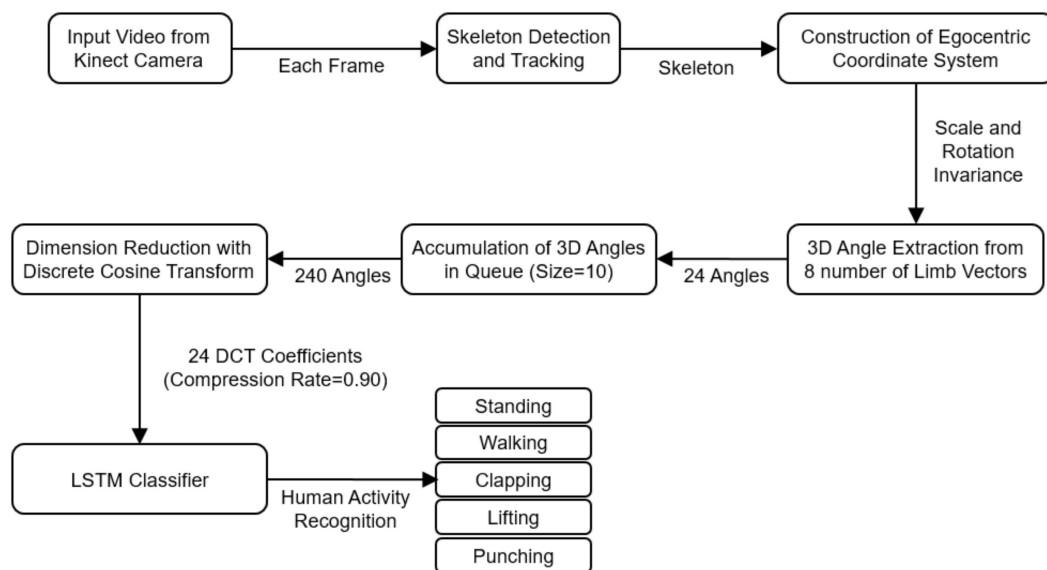 Input Video from
Kinect Camera
Each Frame
Skeleton Detection
and Tracking
Skeleton
Construction of Egocentric
Coordinate System
Scale and
Rotation
Invariance
3D Angle Extraction from
8 number of Limb Vectors
24 Angles
Accumulation of 3D Angles
in Queue (Size=10)
240 Angles
Dimension Reduction with
Discrete Cosine Transform
24 DCT Coefficients
(Compression Rate=0.90)
LSTM Classifier
Human Activity
Recognition
Standing
Walking
Clapping
Lifting
Punching